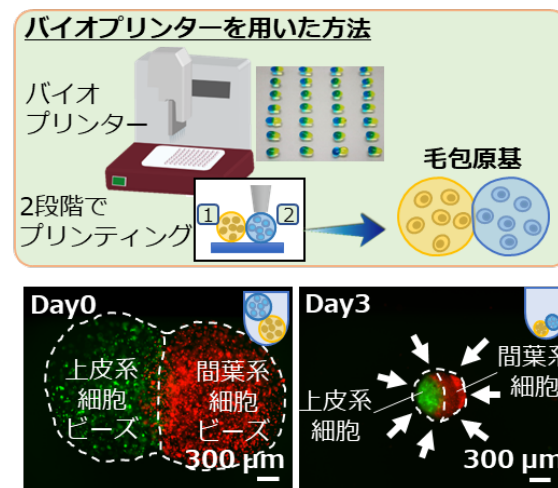 バイオプリンターを用いた方法
バイオ
プリンター
毛包原基
2段階で
プリンティング
1
2
Day0
上皮系
細胞
ビーズ
間葉系
細胞
ビーズ
300 μm
Day3
間葉系
細胞
上皮系
細胞
300 μm